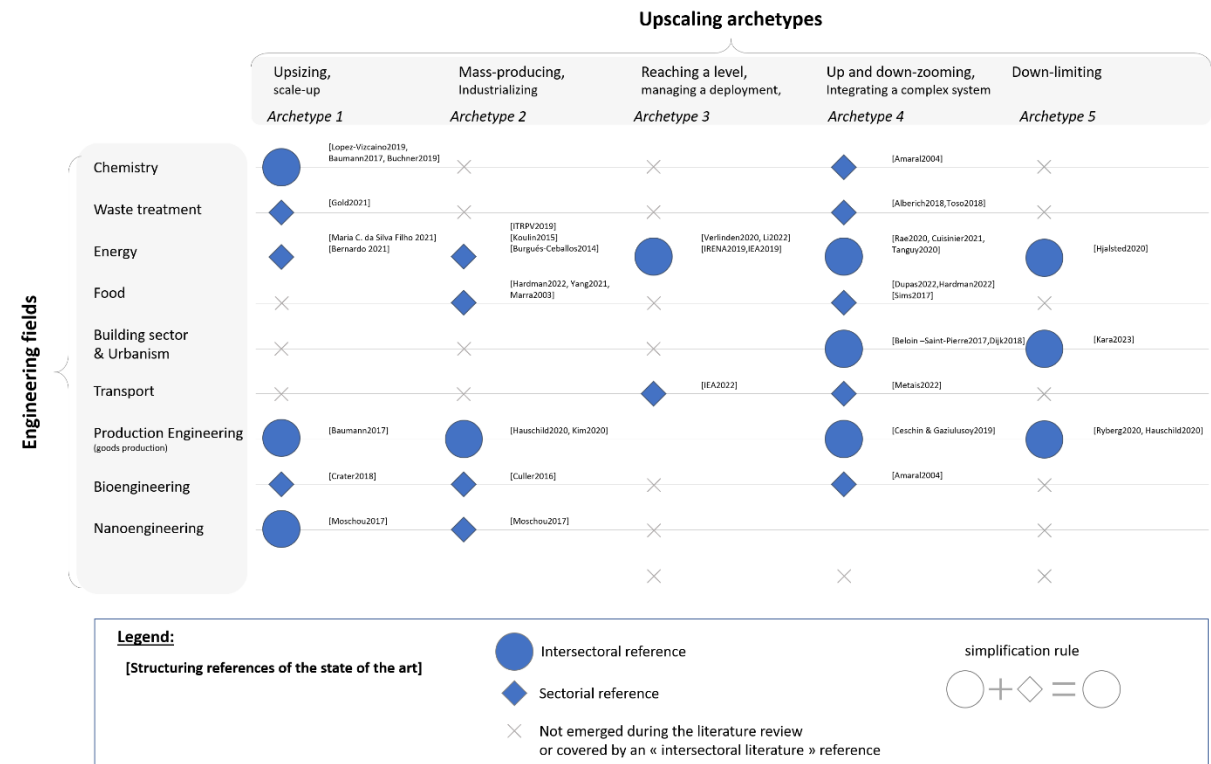 Upscaling archetypes
Upsizing,
scale-up
Archetype 1
Mass-producing,
Industrializing
Archetype 2
Reaching a level,
managing a deployment,
Archetype 3
Up and down-zooming,
Integrating a complex system
Archetype 4
Down-limiting
Archetype 5
Engineering fields
Chemistry
[Lopez-Vizcaino2019,
Baumann2017, Buchner2019]
[Amaral2004]
Waste treatment
[Gold2021]
[Alberich2018,Toso2018]
Energy
[Maria C. da Silva Filho 2021]
[Bernardo 2021]
[ITRPV2019]
[Koulin2015]
[Burgués-Ceballos2014]
[Verlinden2020, Li2022]
[IRENA2019,IEA2019]
[Rae2020, Cuisinier2021,
Tanguy2020]
[Hjalsted2020]
Food
[Hardman2022, Yang2021,
Marra2003]
[Dupas2022,Hardman2022]
[Sims2017]
Building sector
& Urbanism
[Beloin –Saint-Pierre2017,Dijk2018]
[Kara2023]
Transport
[IEA2022]
[Metais2022]
Production Engineering
(goods production)
[Baumann2017]
[Hauschild2020, Kim2020]
[Ceschin & Gaziulusoy2019]
[Ryberg2020, Hauschild2020]
Bioengineering
[Crater2018]
[Culler2016]
[Amaral2004]
Nanoengineering
[Moschou2017]
[Moschou2017]
Legend:
[Structuring references of the state of the art]
Intersectoral reference
Sectorial reference
Not emerged during the literature review
or covered by an « intersectoral literature » reference
simplification rule